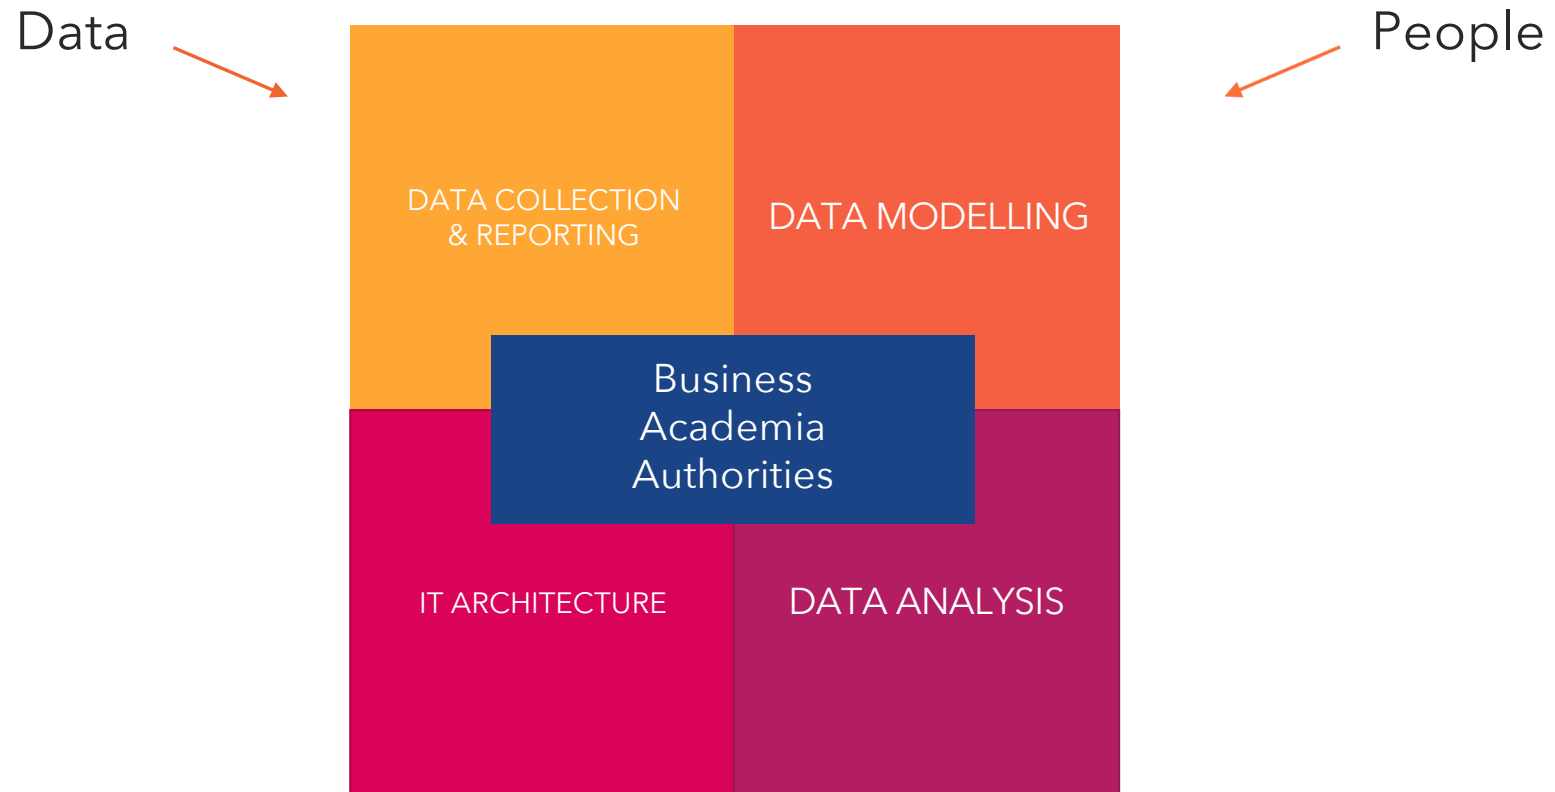 Data
People
DATA COLLECTION
& REPORTING
DATA MODELLING
Business
Academia
Authorities
IT ARCHITECTURE
DATA ANALYSIS